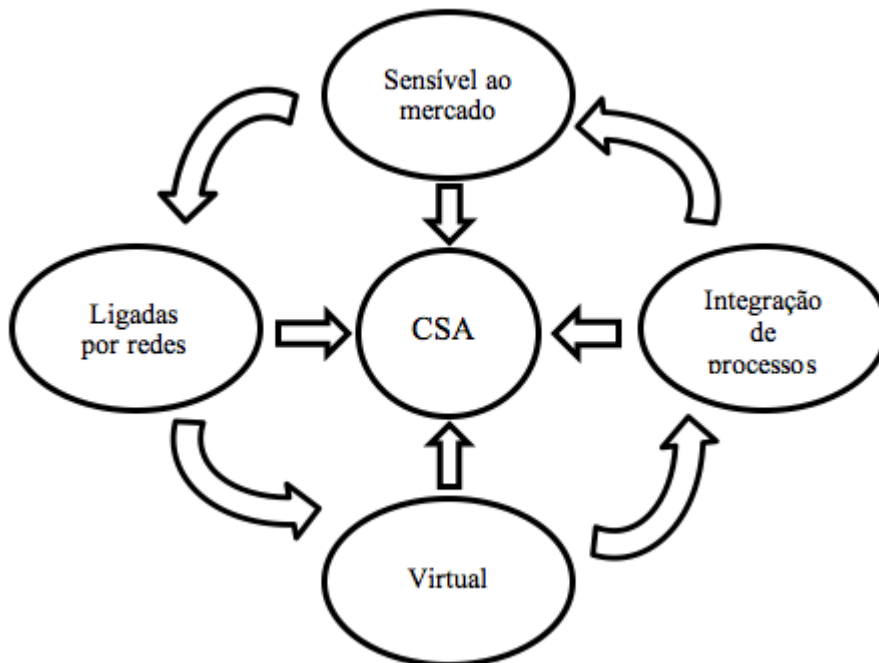 Sensível ao
mercado
Ligadas
por redes
CSA
Integração
de
processos
Virtual